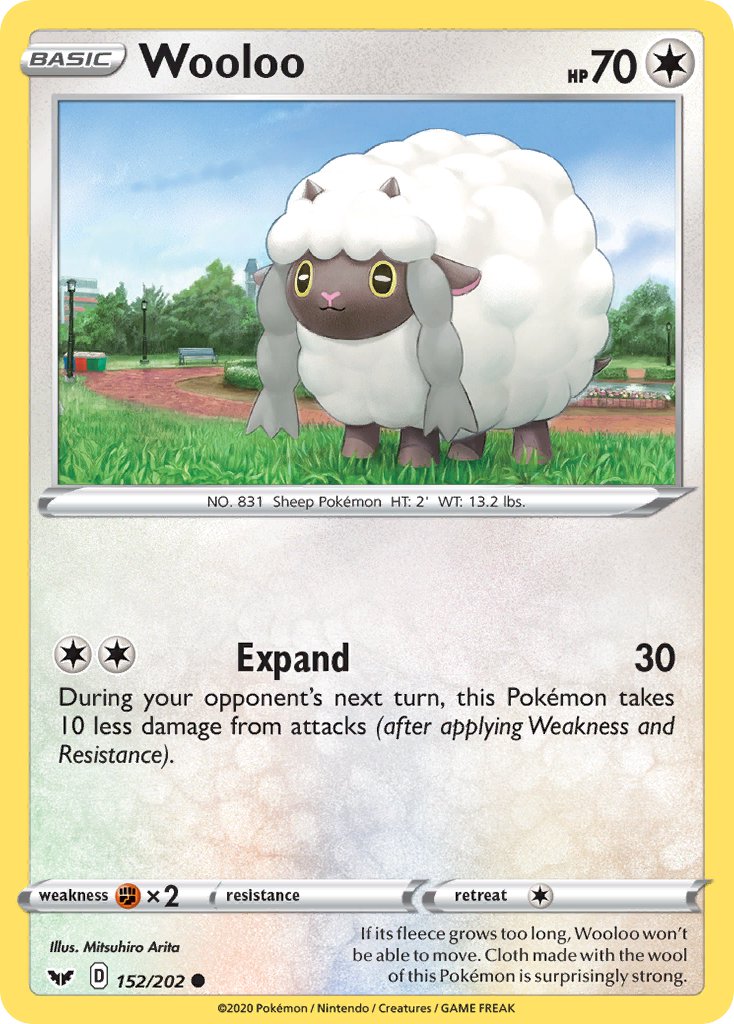 BASIC Wooloo HP 70
NO. 831 Sheep Pokémon HT: 2' WT: 13.2 lbs.
Expand 30
During your opponent's next turn, this Pokémon takes
10 less damage from attacks (after applying Weakness and
Resistance).
weakness ×2 resistance retreat
Illus. Mitsuhiro Arita
If its fleece grows too long, Wooloo won't
be able to move. Cloth made with the wool
of this Pokémon is surprisingly strong.
D 152/202
©2020 Pokémon / Nintendo / Creatures / GAME FREAK